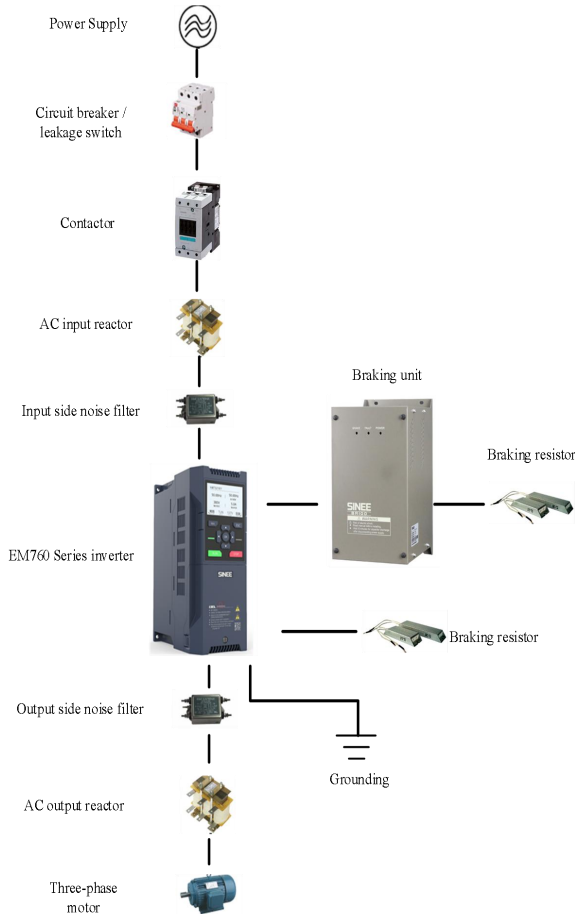 Power Supply
Circuit breaker /
leakage switch
Contactor
AC input reactor
Input side noise filter
Braking unit
SINEE
Braking resistor
EM760 Series inverter
SINEE
Braking resistor
Output side noise filter
Grounding
AC output reactor
Three-phase
motor